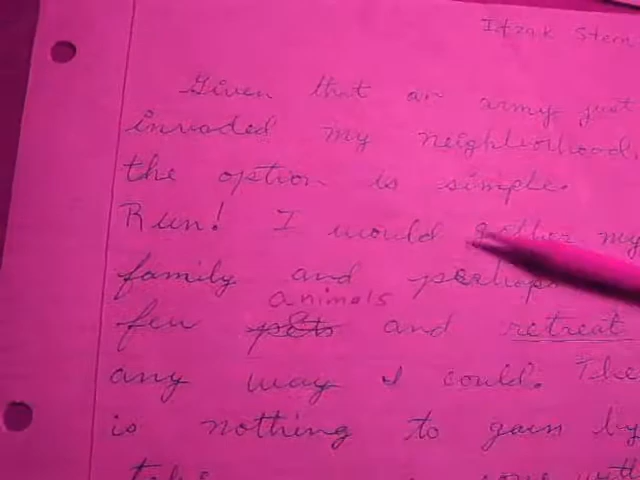 Itzak Stern
Given that an army just
invaded my neighborhood,
the option is simple.
Run! I would gather my
family and perhaps
animals
few pets and retreat
any way I could. The
is nothing to gain by